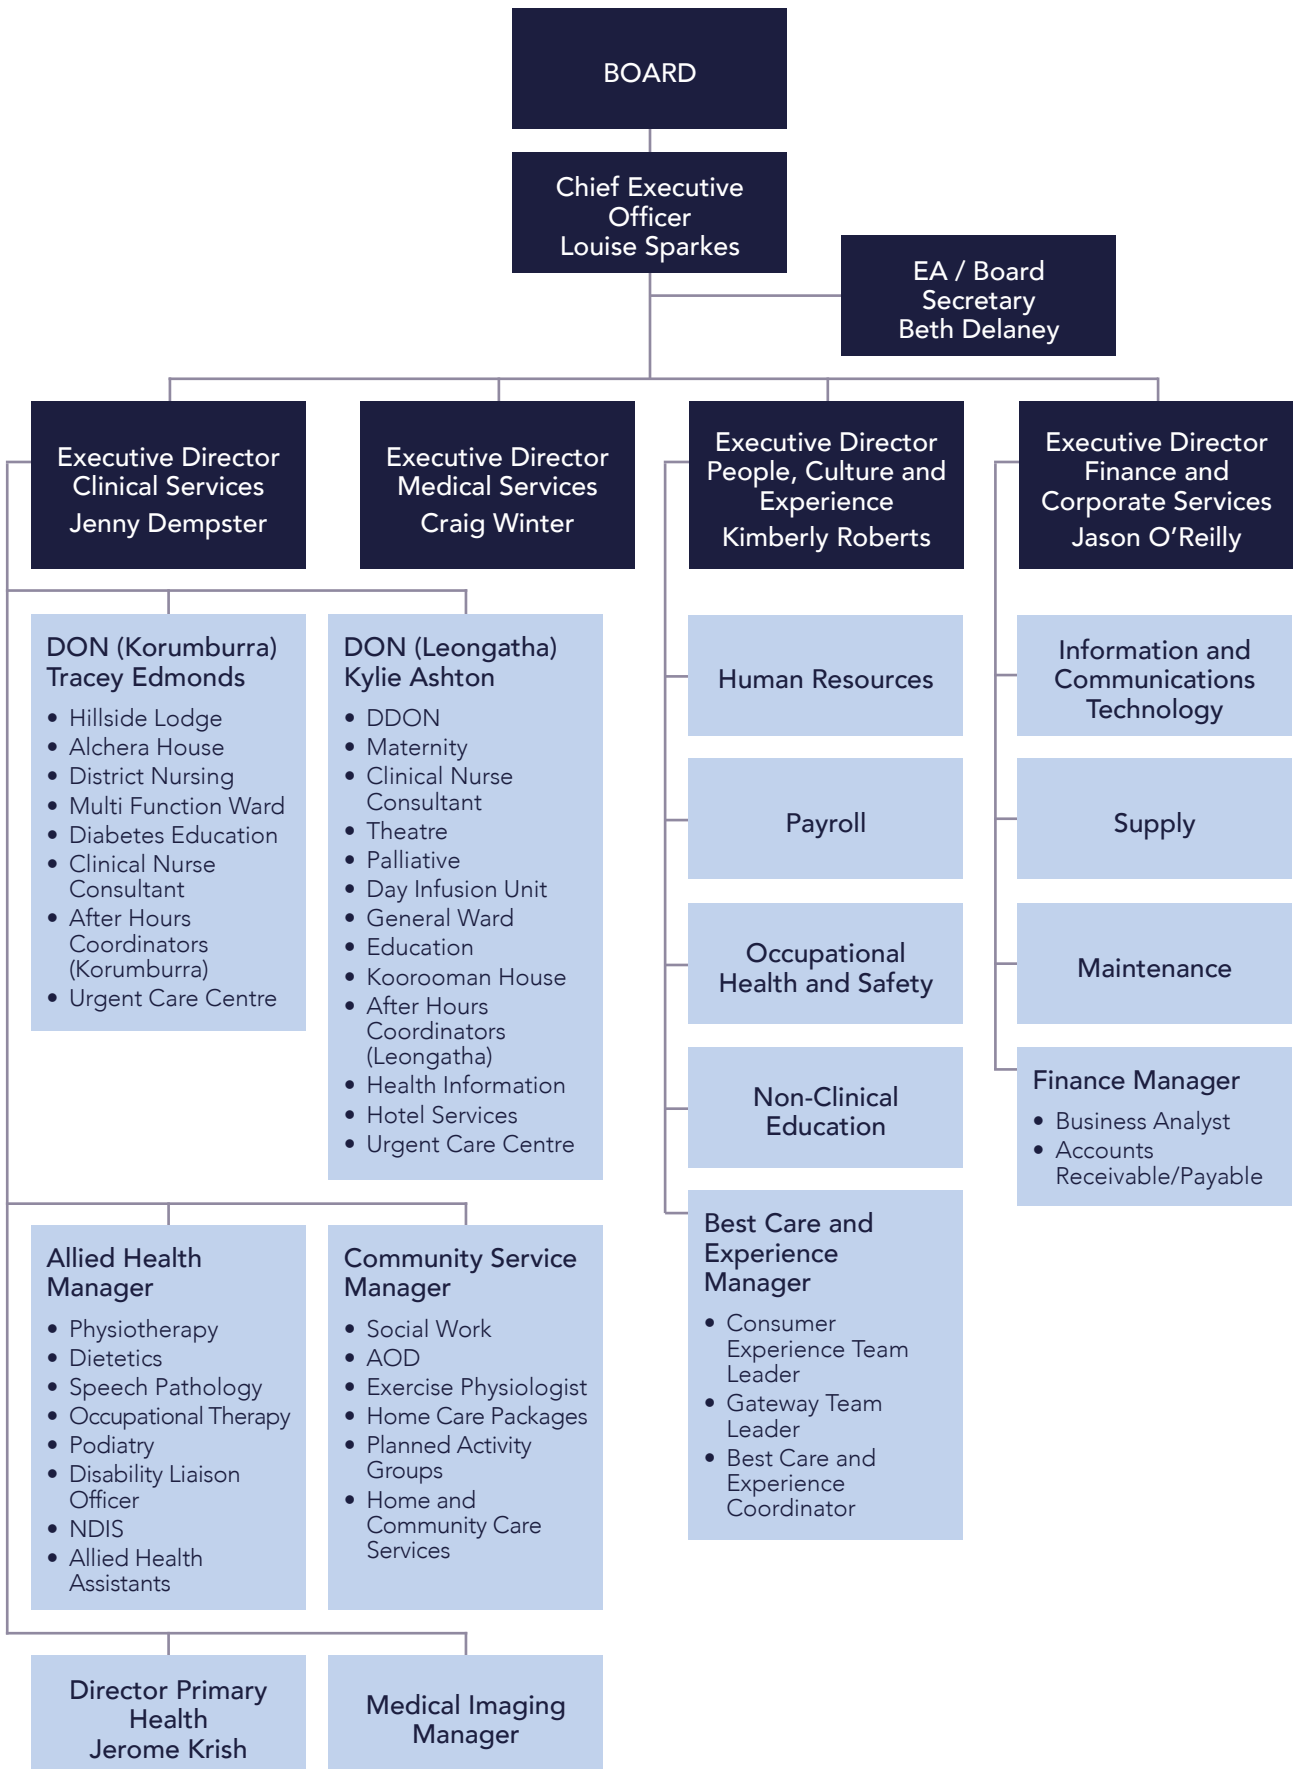 BOARD
Chief Executive
Officer
Louise Sparkes
EA / Board
Secretary
Beth Delaney
Executive Director
Clinical Services
Jenny Dempster
Executive Director
Medical Services
Craig Winter
Executive Director
People, Culture and
Experience
Kimberly Roberts
Executive Director
Finance and
Corporate Services
Jason O’Reilly
DON (Korumburra)
Tracey Edmonds
• Hillside Lodge
• Alchera House
• District Nursing
• Multi Function Ward
• Diabetes Education
• Clinical Nurse
Consultant
• After Hours
Coordinators
(Korumburra)
• Urgent Care Centre
DON (Leongatha)
Kylie Ashton
• DDON
• Maternity
• Clinical Nurse
Consultant
• Theatre
• Palliative
• Day Infusion Unit
• General Ward
• Education
• Koorooman House
• After Hours
Coordinators
(Leongatha)
• Health Information
• Hotel Services
• Urgent Care Centre
Human Resources
Payroll
Occupational
Health and Safety
Non-Clinical
Education
Best Care and
Experience
Manager
• Consumer
Experience Team
Leader
• Gateway Team
Leader
• Best Care and
Experience
Coordinator
Information and
Communications
Technology
Supply
Maintenance
Finance Manager
• Business Analyst
• Accounts
Receivable/Payable
Allied Health
Manager
• Physiotherapy
• Dietetics
• Speech Pathology
• Occupational Therapy
• Podiatry
• Disability Liaison
Officer
• NDIS
• Allied Health
Assistants
Community Service
Manager
• Social Work
• AOD
• Exercise Physiologist
• Home Care Packages
• Planned Activity
Groups
• Home and
Community Care
Services
Director Primary
Health
Jerome Krish
Medical Imaging
Manager